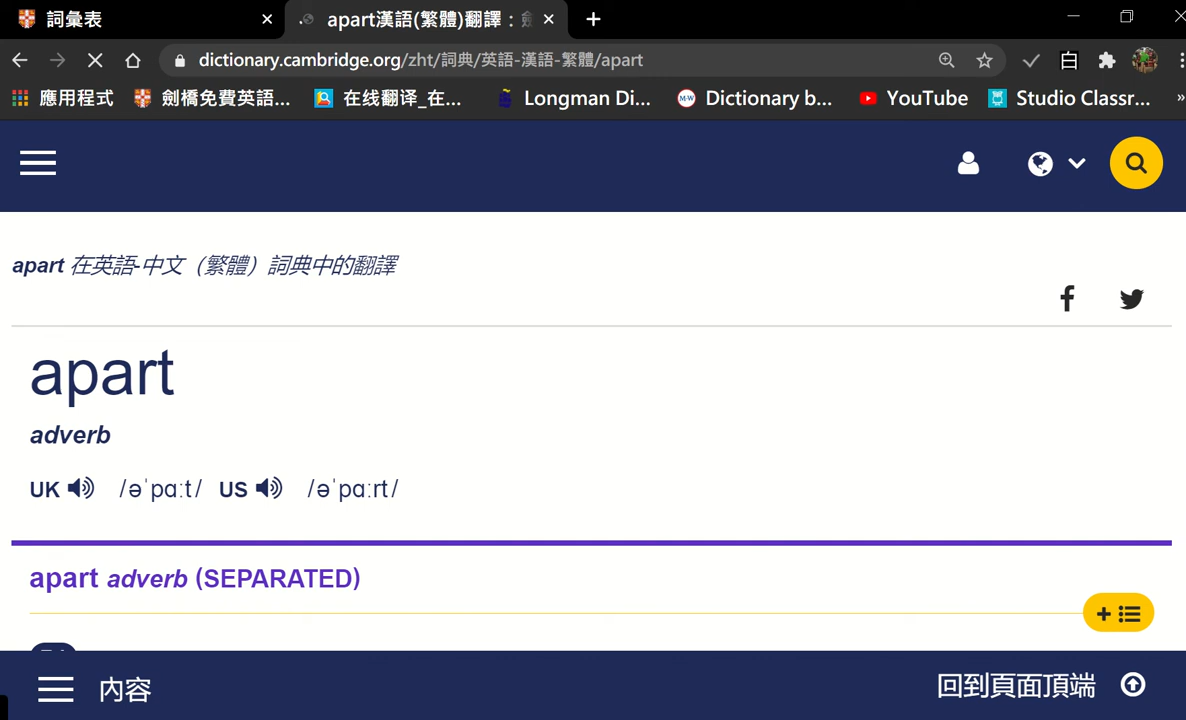 詞彙表
apart漢語(繁體)翻譯：
dictionary.cambridge.org/zht/詞典/英語-漢語-繁體/apart
應用程式 劍橋免費英語... 在线翻译_在... Longman Di... M-W Dictionary b... YouTube Studio Classr... »
apart 在英語-中文（繁體）詞典中的翻譯
apart
adverb
UK /əˈpɑːt/ US /əˈpɑːrt/
apart adverb (SEPARATED)
內容 回到頁面頂端